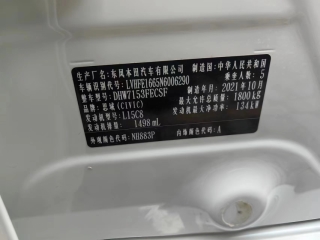 生产厂名:东风本田汽车有限公司 制造国:中华人民共和国
车辆识别代号:LVHFE1665N6006290 乘坐人数:5
车辆型号:DHW7153FECSF 制造年月:2021年10月
品牌:思域(CIVIC) 最大允许总质量:1800kg
发动机型号:L15C8 发动机最大净功率:134kW
发动机排量:1498mL
外观颜色代码:NH883P 内饰颜色代码:A